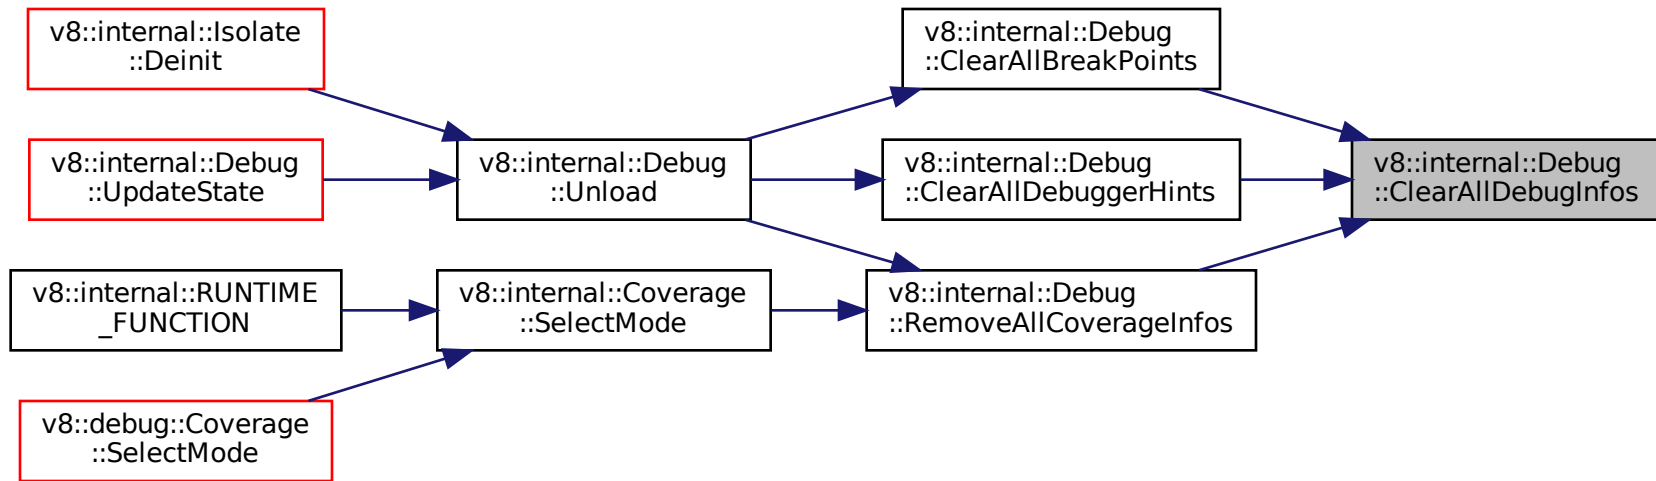 v8::internal::Isolate
::Deinit
v8::internal::Debug
::ClearAllBreakPoints
v8::internal::Debug
::UpdateState
v8::internal::Debug
::Unload
v8::internal::Debug
::ClearAllDebuggerHints
v8::internal::Debug
::ClearAllDebugInfos
v8::internal::RUNTIME
_FUNCTION
v8::internal::Coverage
::SelectMode
v8::internal::Debug
::RemoveAllCoverageInfos
v8::debug::Coverage
::SelectMode